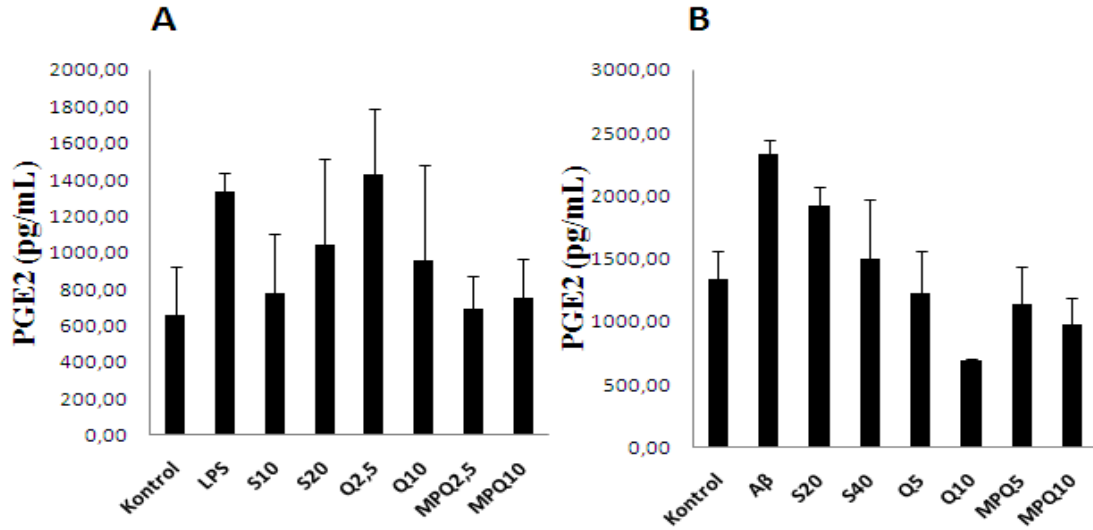 A
PGE2 (pg/mL)
2000,00
1800,00
1600,00
1400,00
1200,00
1000,00
800,00
600,00
400,00
200,00
0,00
Kontrol
LPS
S10
S20
Q2,5
Q10
MPQ2,5
MPQ10
B
PGE2 (pg/mL)
3000,00
2500,00
2000,00
1500,00
1000,00
500,00
0,00
Kontrol
Aβ
S20
S40
Q5
Q10
MPQ5
MPQ10